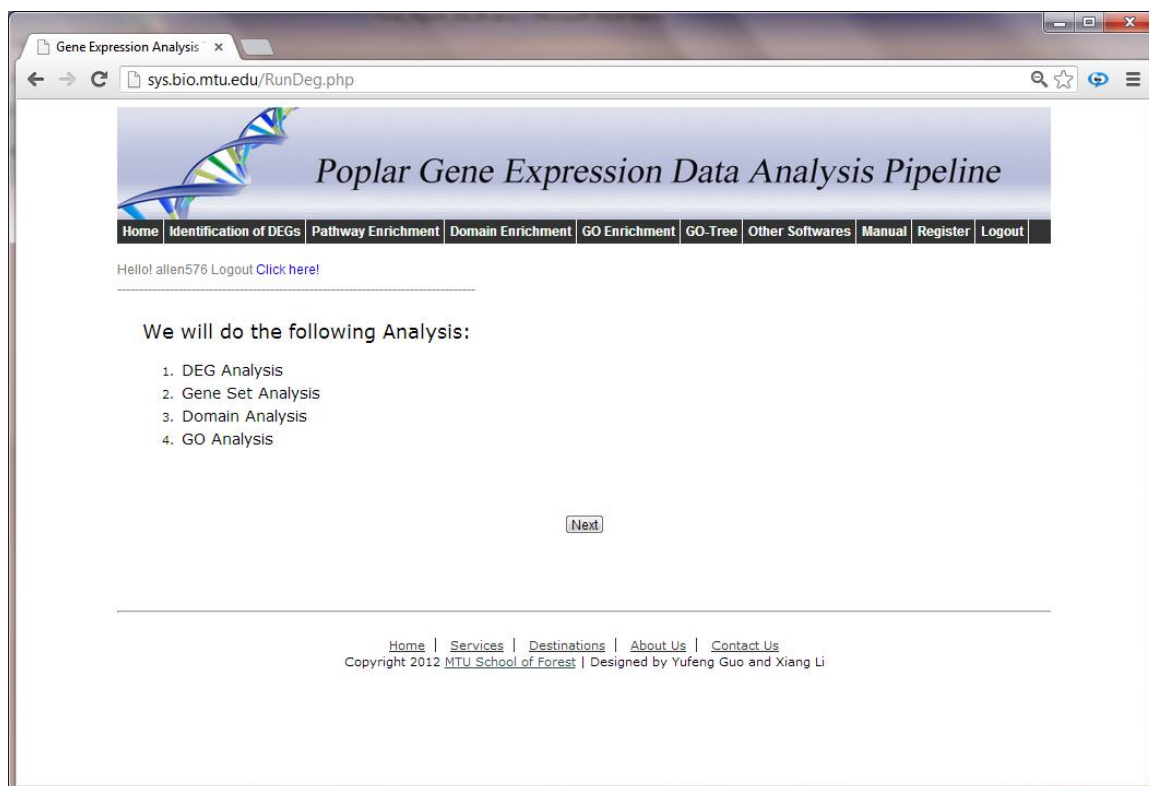 Gene Expression Analysis
sys.bio.mtu.edu/RunDeg.php
Poplar Gene Expression Data Analysis Pipeline
Home Identification of DEGs Pathway Enrichment Domain Enrichment GO Enrichment GO-Tree Other Softwares Manual Register Logout
Hello! allen576 Logout Click here!
We will do the following Analysis:
1. DEG Analysis
2. Gene Set Analysis
3. Domain Analysis
4. GO Analysis
Next
Home | Services | Destinations | About Us | Contact Us
Copyright 2012 MTU School of Forest | Designed by Yufeng Guo and Xiang Li